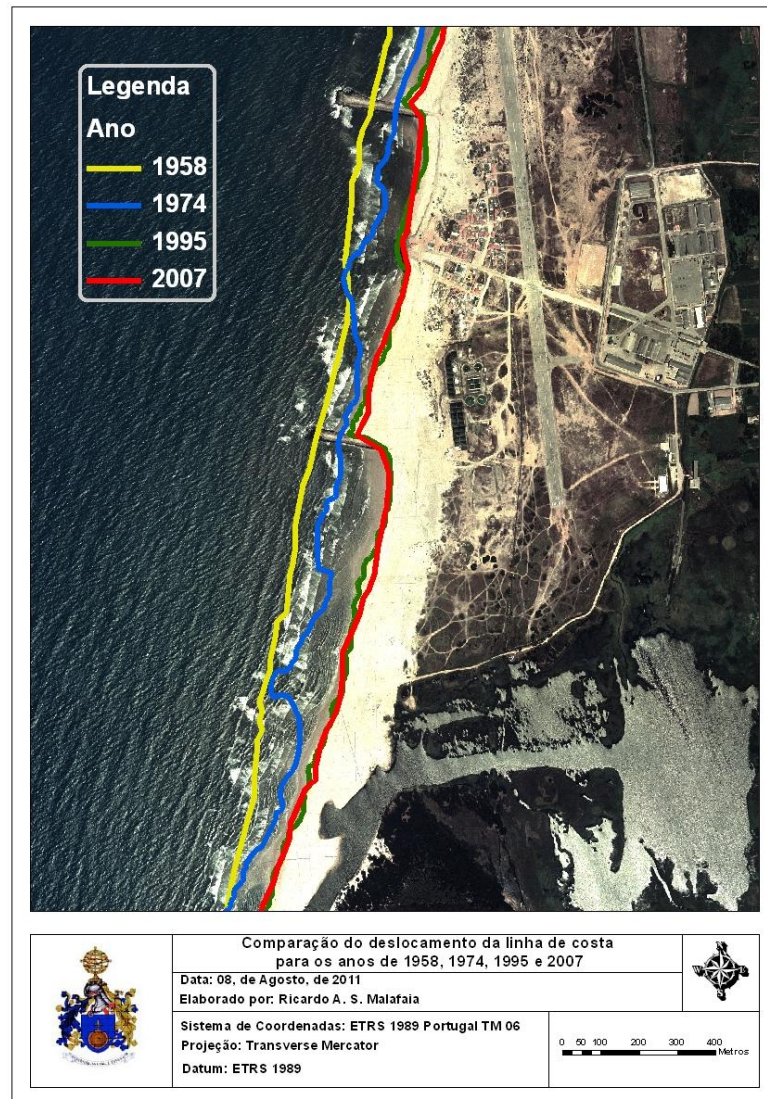 Legenda
Ano
1958
1974
1995
2007
Comparação do deslocamento da linha de costa
para os anos de 1958, 1974, 1995 e 2007
Data: 08, de Agosto, de 2011
Elaborado por: Ricardo A. S. Malafaia
Sistema de Coordenadas: ETRS 1989 Portugal TM 06
Projeção: Transverse Mercator
Datum: ETRS 1989
0 50 100 200 300 400
Metros